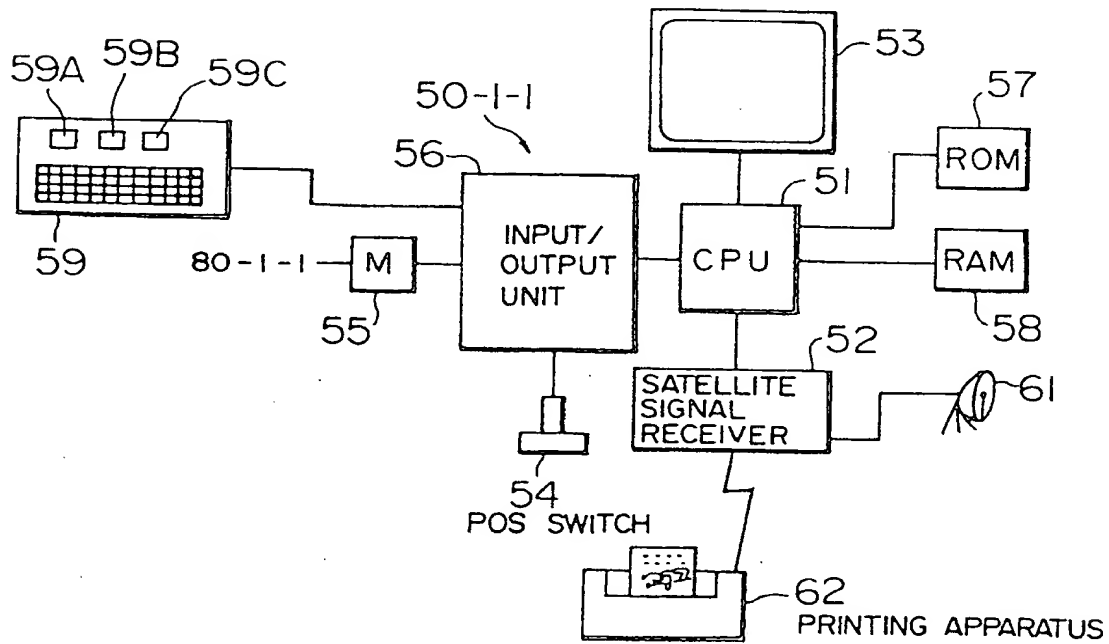 59A
59B
59C
50-1-1
53
57
56
51
ROM
INPUT/
OUTPUT
UNIT
CPU
59
80-1-1
M
RAM
55
58
52
SATELLITE
SIGNAL
RECEIVER
61
54
POS SWITCH
62
PRINTING APPARATUS